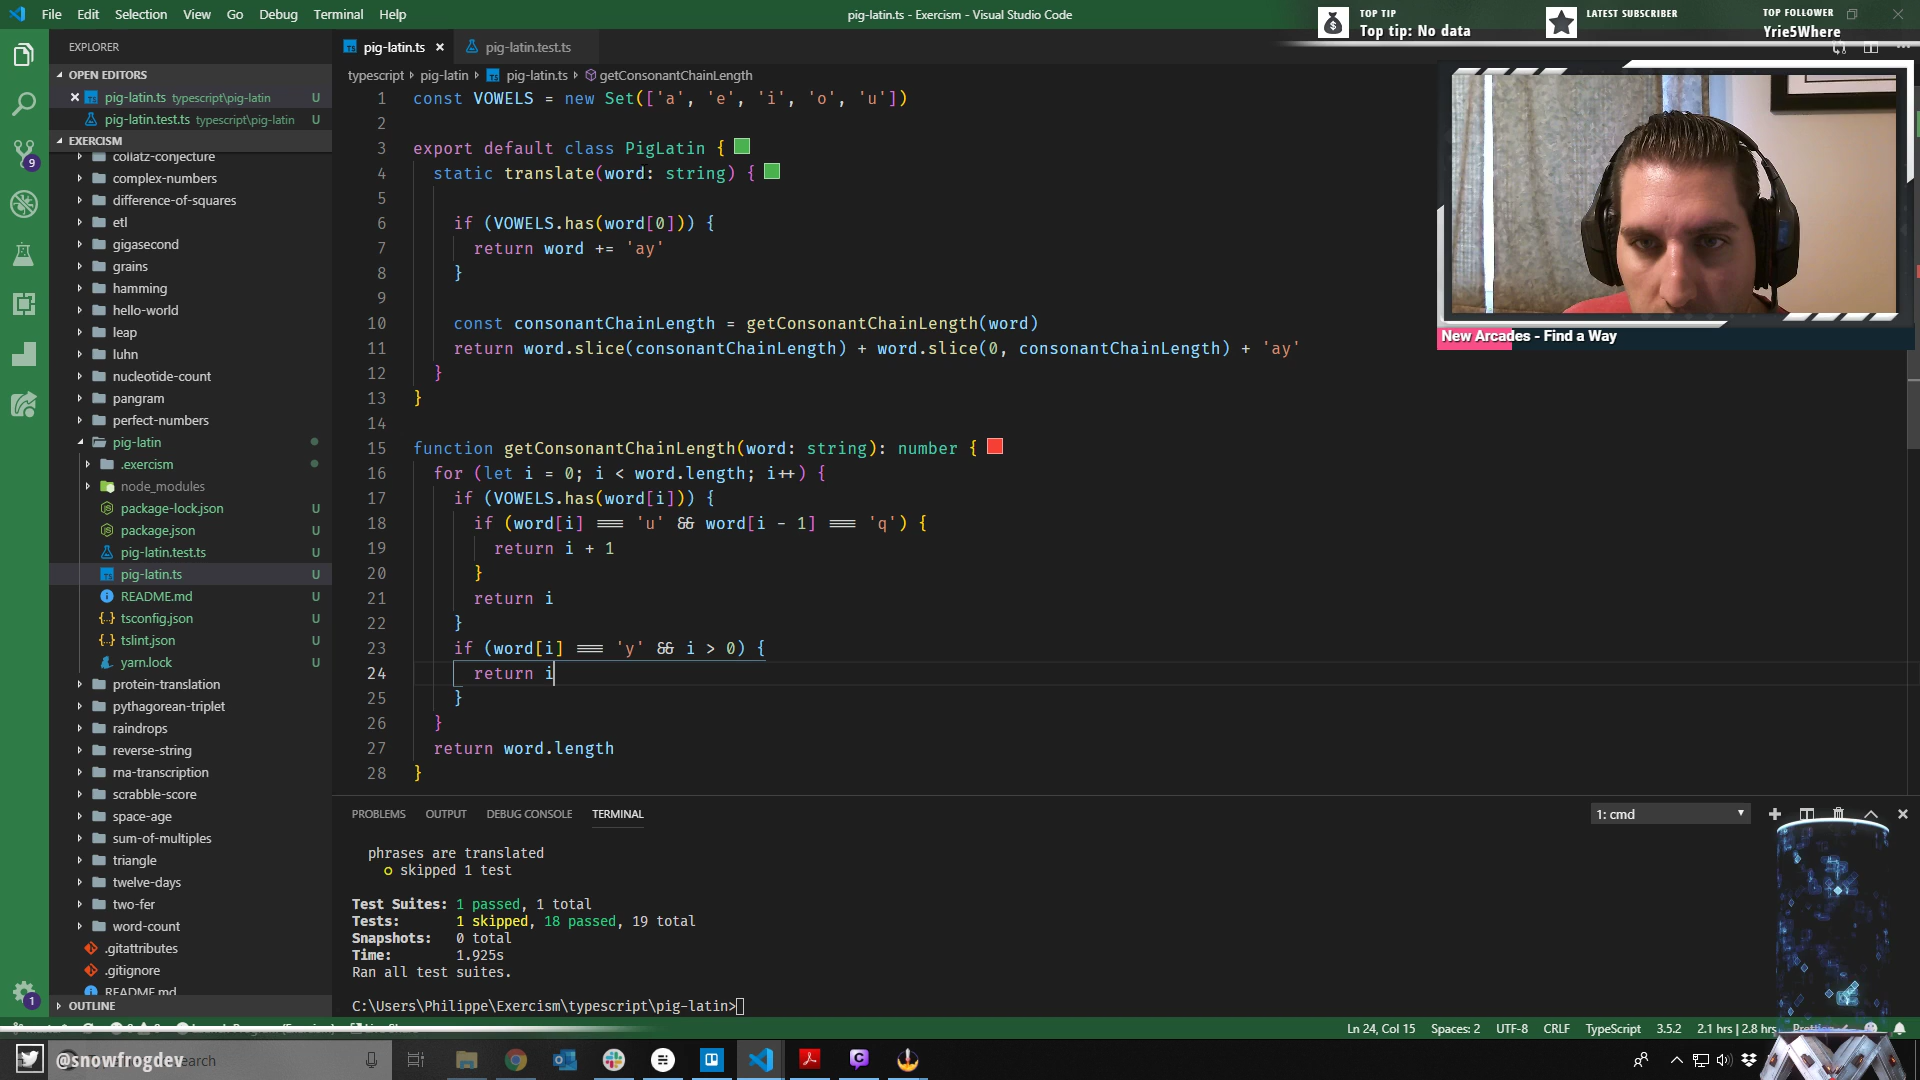 File Edit Selection View Go Debug Terminal Help
pig-latin.ts - Exercism - Visual Studio Code
TOP TIP
Top tip: No data
LATEST SUBSCRIBER
TOP FOLLOWER
Yrie5Where
EXPLORER
OPEN EDITORS
pig-latin.ts typescript\pig-latin U
pig-latin.test.ts typescript\pig-latin U
EXERCISM
collatz-conjecture
complex-numbers
difference-of-squares
etl
gigasecond
grains
hamming
hello-world
leap
luhn
nucleotide-count
pangram
perfect-numbers
pig-latin
.exercism
node_modules
package-lock.json U
package.json U
pig-latin.test.ts U
pig-latin.ts U
README.md U
tsconfig.json U
tslint.json U
yarn.lock U
protein-translation
pythagorean-triplet
raindrops
reverse-string
rna-transcription
scrabble-score
space-age
sum-of-multiples
triangle
twelve-days
two-fer
word-count
.gitattributes
.gitignore
README.md
OUTLINE
9
1
pig-latin.ts pig-latin.test.ts
typescript pig-latin pig-latin.ts getConsonantChainLength
1 const VOWELS = new Set(['a', 'e', 'i', 'o', 'u'])
2
3 export default class PigLatin {
4 static translate(word: string) {
5
6 if (VOWELS.has(word[0])) {
7 return word += 'ay'
8 }
9
10 const consonantChainLength = getConsonantChainLength(word)
11 return word.slice(consonantChainLength) + word.slice(0, consonantChainLength) + 'ay'
12 }
13 }
14
15 function getConsonantChainLength(word: string): number {
16 for (let i = 0; i < word.length; i++) {
17 if (VOWELS.has(word[i])) {
18 if (word[i] === 'u' && word[i - 1] === 'q') {
19 return i + 1
20 }
21 return i
22 }
23 if (word[i] === 'y' && i > 0) {
24 return i
25 }
26 }
27 return word.length
28 }
New Arcades - Find a Way
PROBLEMS OUTPUT DEBUG CONSOLE TERMINAL
1: cmd
phrases are translated
○ skipped 1 test
Test Suites: 1 passed, 1 total
Tests: 1 skipped, 18 passed, 19 total
Snapshots: 0 total
Time: 1.925s
Ran all test suites.
C:\Users\Philippe\Exercism\typescript\pig-latin>
Ln 24, Col 15 Spaces: 2 UTF-8 CRLF TypeScript 3.5.2 2.1 hrs | 2.8 hrs
@snowfrogdev